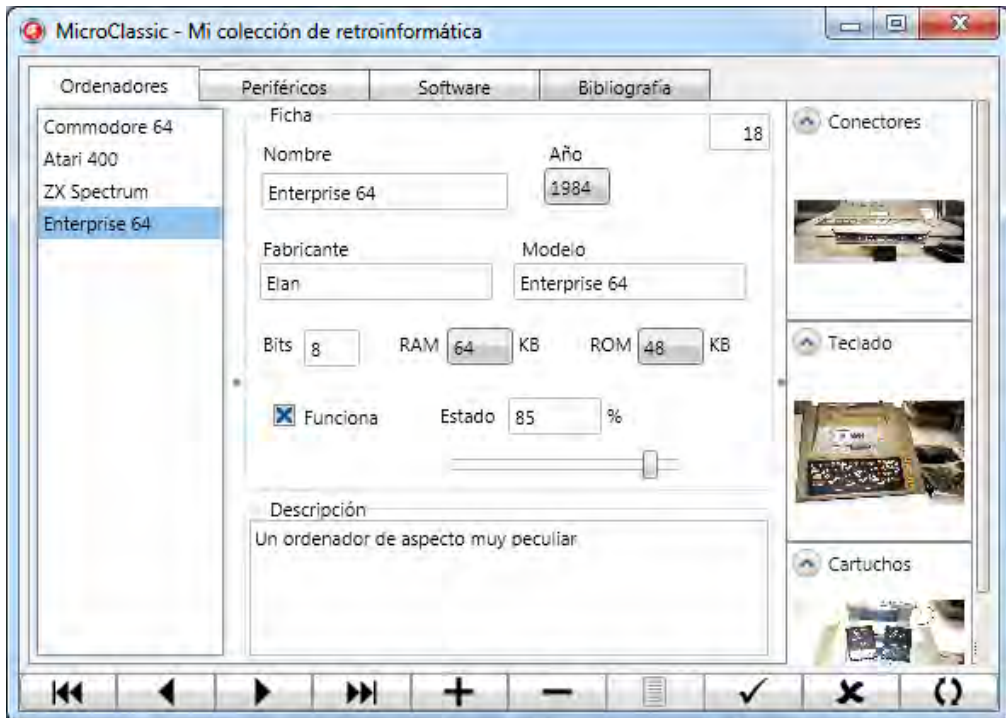 MicroClassic - Mi colección de retroinformática
Ordenadores Periféricos Software Bibliografía
Commodore 64
Atari 400
ZX Spectrum
Enterprise 64
Ficha
18
Nombre Año
Enterprise 64 1984
Fabricante Modelo
Elan Enterprise 64
Bits 8 RAM 64 KB ROM 48 KB
Funciona Estado 85 %
Descripción
Un ordenador de aspecto muy peculiar
Conectores
Teclado
Cartuchos